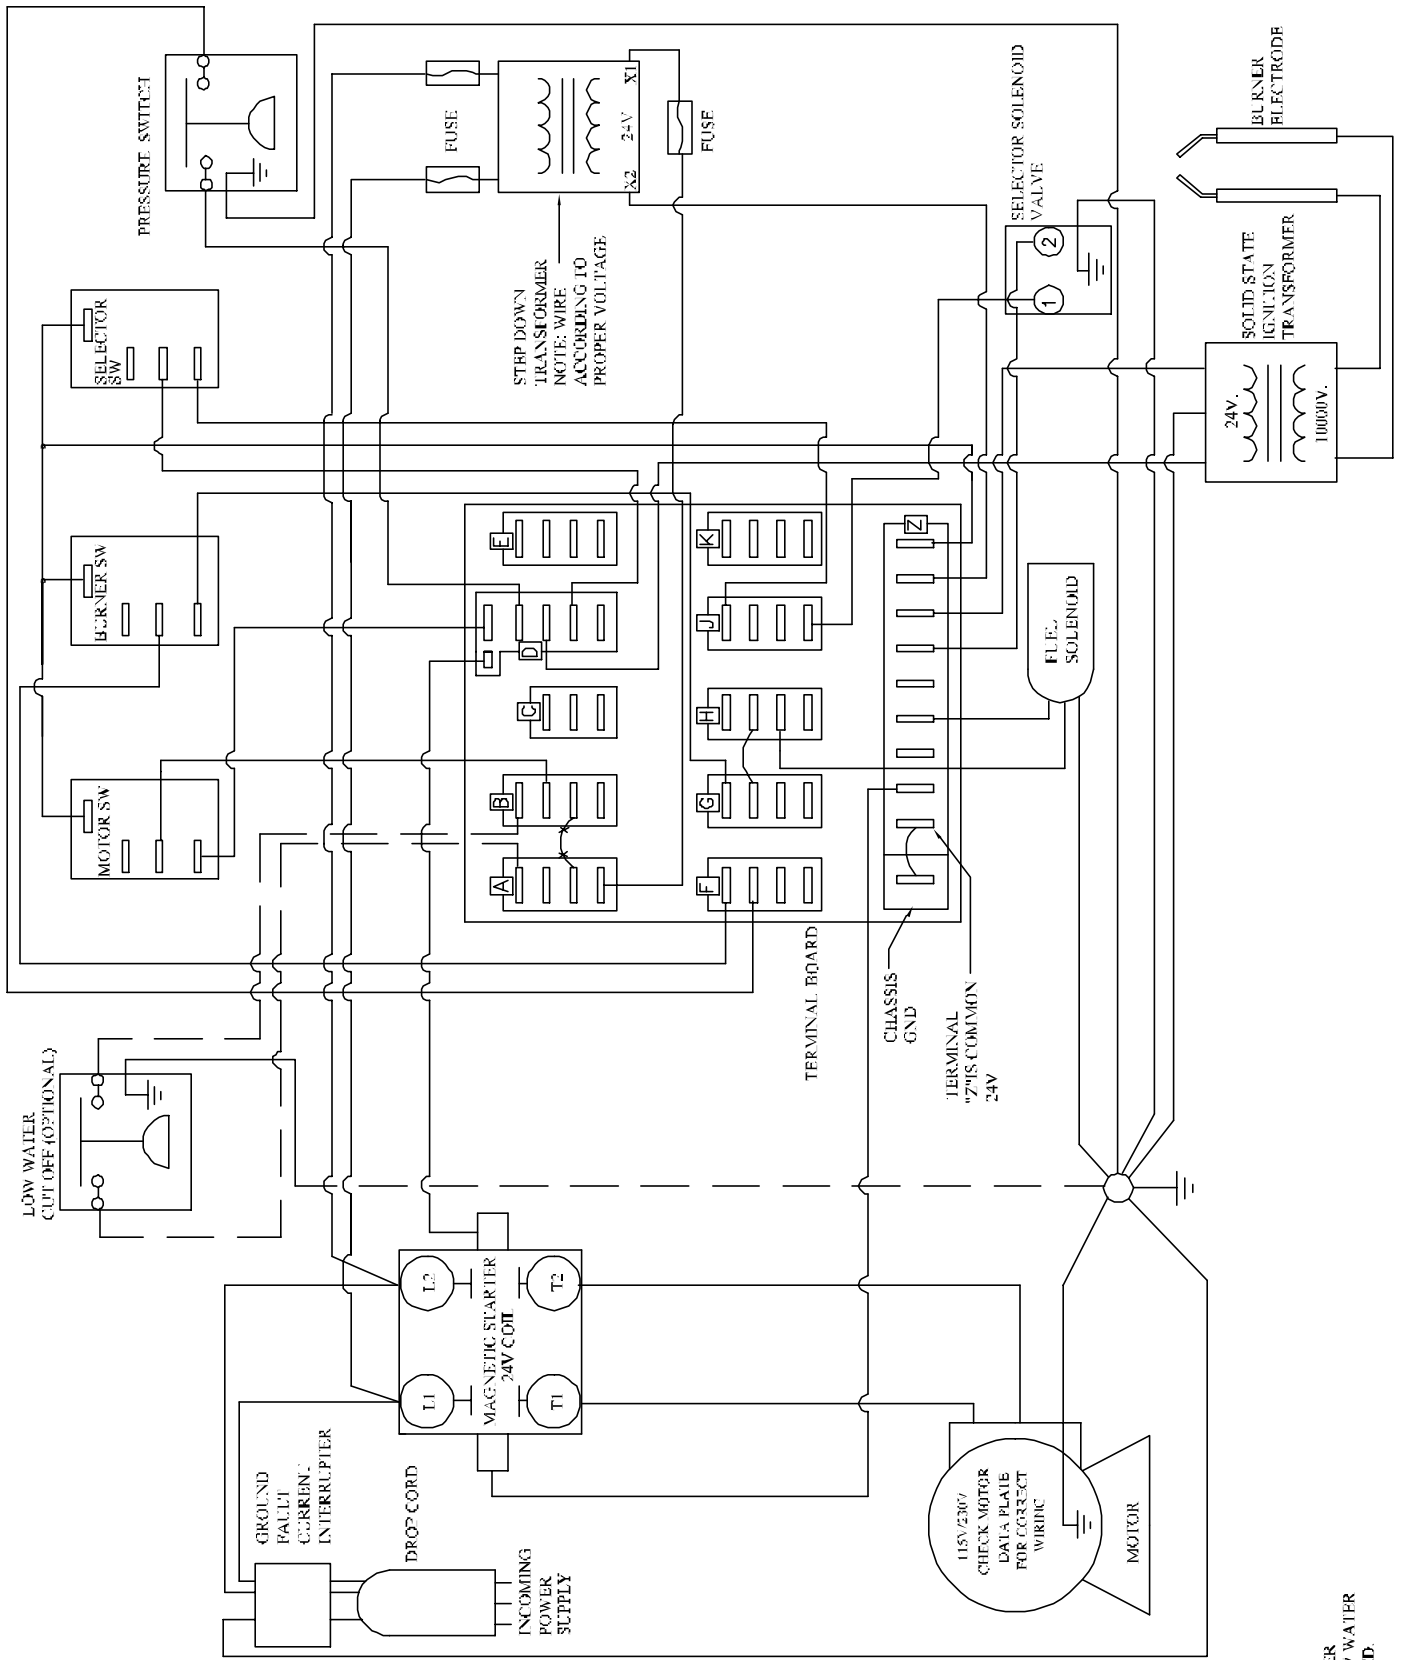 LOW WATER
CUT OFF (OPTIONAL)
MOTOR SW
BURNER SW
SELECTOR
SW
PRESSURE SWITCH
GROUND
FAULT
CURRENT
INTERRUPTER
DROP CORD
INCOMING
POWER
SUPPLY
L1
L2
MAGNETIC STARTER
24V COIL
T1
T2
FUSE
X2
24V
X1
FUSE
STEP DOWN
TRANSFORMER
NOTE: WIRE
ACCORDING TO
PROPER VOLTAGE
A
B
C
D
E
F
G
H
J
K
Z
TERMINAL BOARD
CHASSIS
GND
TERMINAL
"Z"IS COMMON
24V
FUEL
SOLENOID
SELECTOR SOLENOID
VALVE
1
2
SOLID STATE
IGNITION
TRANSFORMER
24V.
10000V.
BURNER
ELECTRODE
115V/230V
CHECK MOTOR
DATA PLATE
FOR CORRECT
WIRING
MOTOR
WATER